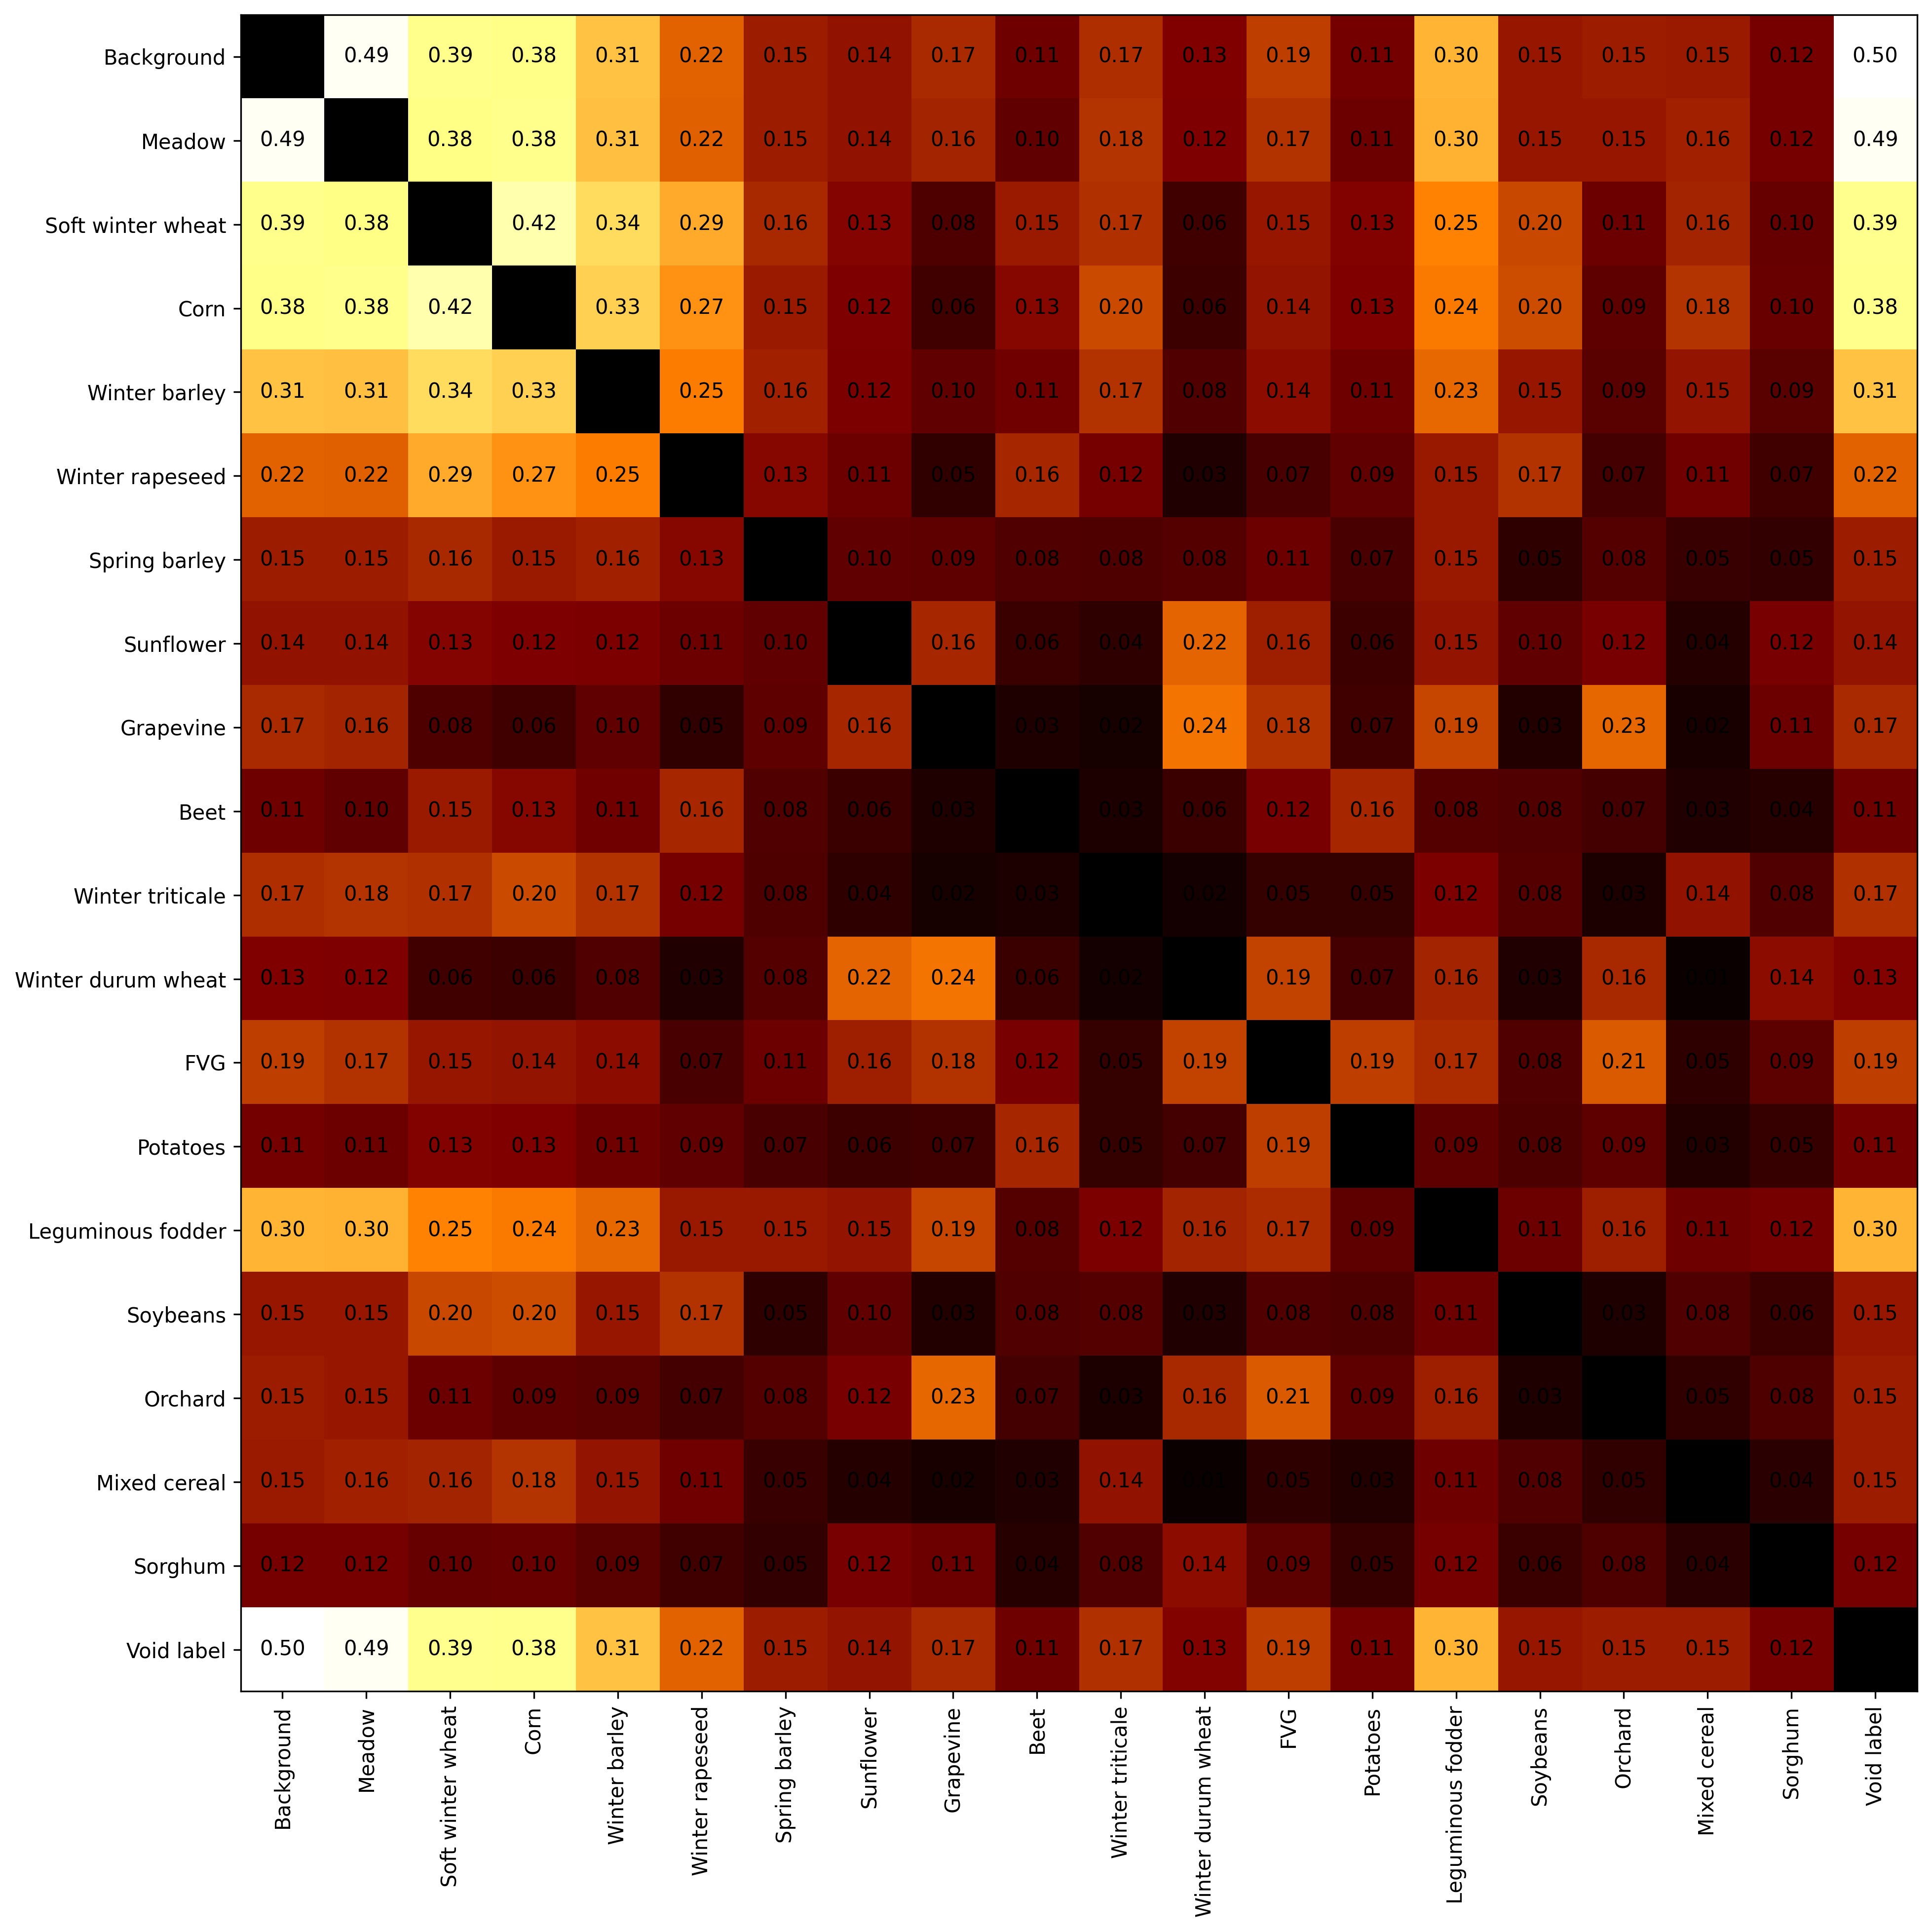 Background 0.49 0.39 0.38 0.31 0.22 0.15 0.14 0.17 0.11 0.17 0.13 0.19 0.11 0.30 0.15 0.15 0.15 0.12 0.50
Meadow 0.49 0.38 0.38 0.31 0.22 0.15 0.14 0.16 0.10 0.18 0.12 0.17 0.11 0.30 0.15 0.15 0.16 0.12 0.49
Soft winter wheat 0.39 0.38 0.42 0.34 0.29 0.16 0.13 0.08 0.15 0.17 0.06 0.15 0.13 0.25 0.20 0.11 0.16 0.10 0.39
Corn 0.38 0.38 0.42 0.33 0.27 0.15 0.12 0.06 0.13 0.20 0.06 0.14 0.13 0.24 0.20 0.09 0.18 0.10 0.38
Winter barley 0.31 0.31 0.34 0.33 0.25 0.16 0.12 0.10 0.11 0.17 0.08 0.14 0.11 0.23 0.15 0.09 0.15 0.09 0.31
Winter rapeseed 0.22 0.22 0.29 0.27 0.25 0.13 0.11 0.05 0.16 0.12 0.03 0.07 0.09 0.15 0.17 0.07 0.11 0.07 0.22
Spring barley 0.15 0.15 0.16 0.15 0.16 0.13 0.10 0.09 0.08 0.08 0.08 0.11 0.07 0.15 0.05 0.08 0.05 0.05 0.15
Sunflower 0.14 0.14 0.13 0.12 0.12 0.11 0.10 0.16 0.06 0.04 0.22 0.16 0.06 0.15 0.10 0.12 0.04 0.12 0.14
Grapevine 0.17 0.16 0.08 0.06 0.10 0.05 0.09 0.16 0.03 0.02 0.24 0.18 0.07 0.19 0.03 0.23 0.02 0.11 0.17
Beet 0.11 0.10 0.15 0.13 0.11 0.16 0.08 0.06 0.03 0.03 0.06 0.12 0.16 0.08 0.08 0.07 0.03 0.04 0.11
Winter triticale 0.17 0.18 0.17 0.20 0.17 0.12 0.08 0.04 0.02 0.03 0.02 0.05 0.05 0.12 0.08 0.03 0.14 0.08 0.17
Winter durum wheat 0.13 0.12 0.06 0.06 0.08 0.03 0.08 0.22 0.24 0.06 0.02 0.19 0.07 0.16 0.03 0.16 0.14 0.13
FVG 0.19 0.17 0.15 0.14 0.14 0.07 0.11 0.16 0.18 0.12 0.05 0.19 0.19 0.17 0.08 0.21 0.05 0.09 0.19
Potatoes 0.11 0.11 0.13 0.13 0.11 0.09 0.07 0.06 0.07 0.16 0.05 0.07 0.19 0.09 0.08 0.09 0.03 0.05 0.11
Leguminous fodder 0.30 0.30 0.25 0.24 0.23 0.15 0.15 0.15 0.19 0.08 0.12 0.16 0.17 0.09 0.11 0.16 0.11 0.12 0.30
Soybeans 0.15 0.15 0.20 0.20 0.15 0.17 0.05 0.10 0.03 0.08 0.08 0.03 0.08 0.08 0.11 0.03 0.08 0.06 0.15
Orchard 0.15 0.15 0.11 0.09 0.09 0.07 0.08 0.12 0.23 0.07 0.03 0.16 0.21 0.09 0.16 0.03 0.05 0.08 0.15
Mixed cereal 0.15 0.16 0.16 0.18 0.15 0.11 0.05 0.04 0.02 0.03 0.14 0.05 0.03 0.11 0.08 0.05 0.04 0.15
Sorghum 0.12 0.12 0.10 0.10 0.09 0.07 0.05 0.12 0.11 0.04 0.08 0.14 0.09 0.05 0.12 0.06 0.08 0.04 0.12
Void label 0.50 0.49 0.39 0.38 0.31 0.22 0.15 0.14 0.17 0.11 0.17 0.13 0.19 0.11 0.30 0.15 0.15 0.15 0.12
Background
Meadow
Soft winter wheat
Corn
Winter barley
Winter rapeseed
Spring barley
Sunflower
Grapevine
Beet
Winter triticale
Winter durum wheat
FVG
Potatoes
Leguminous fodder
Soybeans
Orchard
Mixed cereal
Sorghum
Void label